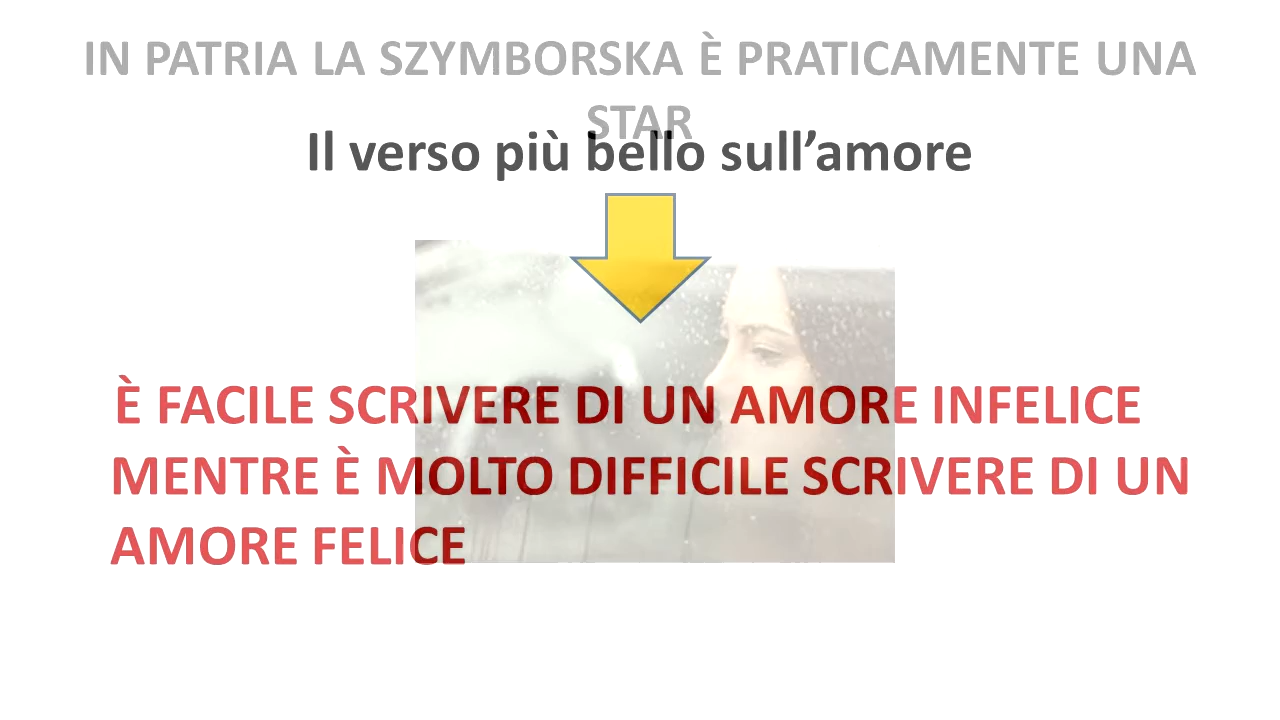 IN PATRIA LA SZYMBORSKA È PRATICAMENTE UNA
STAR
Il verso più bello sull’amore
È FACILE SCRIVERE DI UN AMORE INFELICE
MENTRE È MOLTO DIFFICILE SCRIVERE DI UN
AMORE FELICE